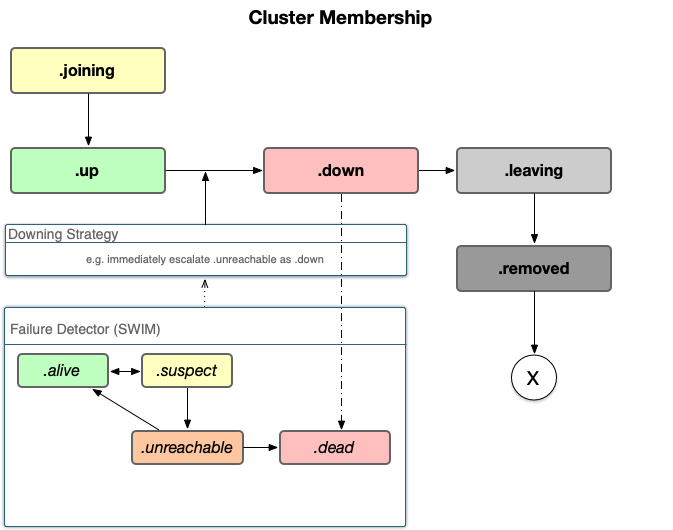 Cluster Membership
.joining
.up
.down
.leaving
Downing Strategy
e.g. immediately escalate .unreachable as .down
.removed
Failure Detector (SWIM)
.alive
.suspect
X
.unreachable
.dead